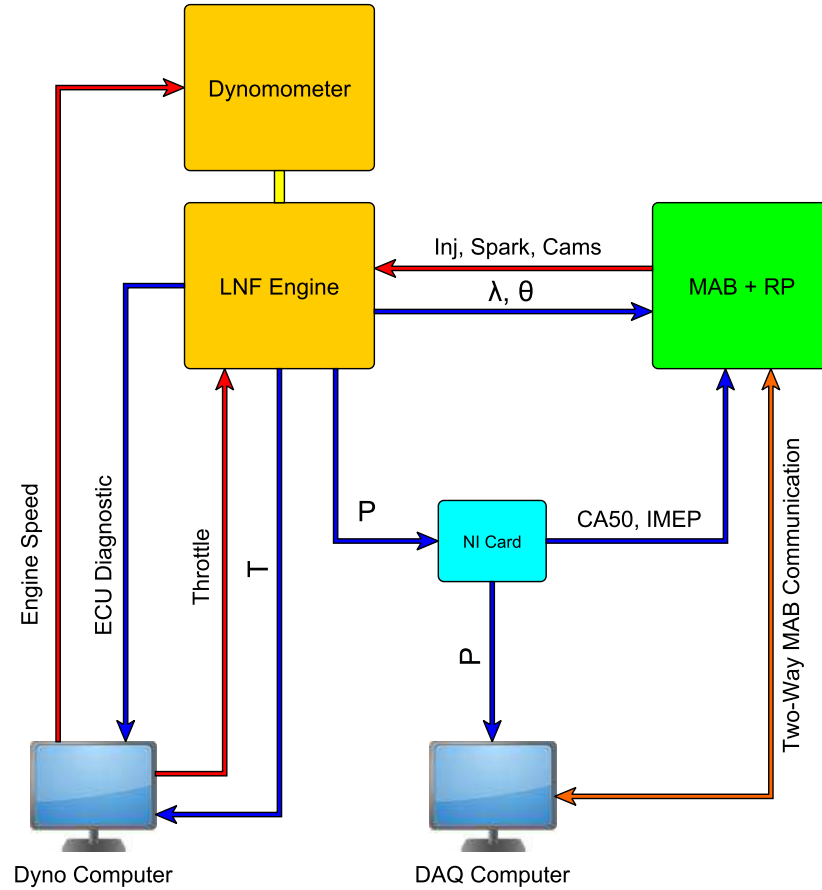 Dynomometer
Inj, Spark, Cams
LNF Engine
MAB + RP
λ, θ
Engine Speed
ECU Diagnostic
Throttle
T
P
NI Card
CA50, IMEP
P
Two-Way MAB Communication
Dyno Computer
DAQ Computer